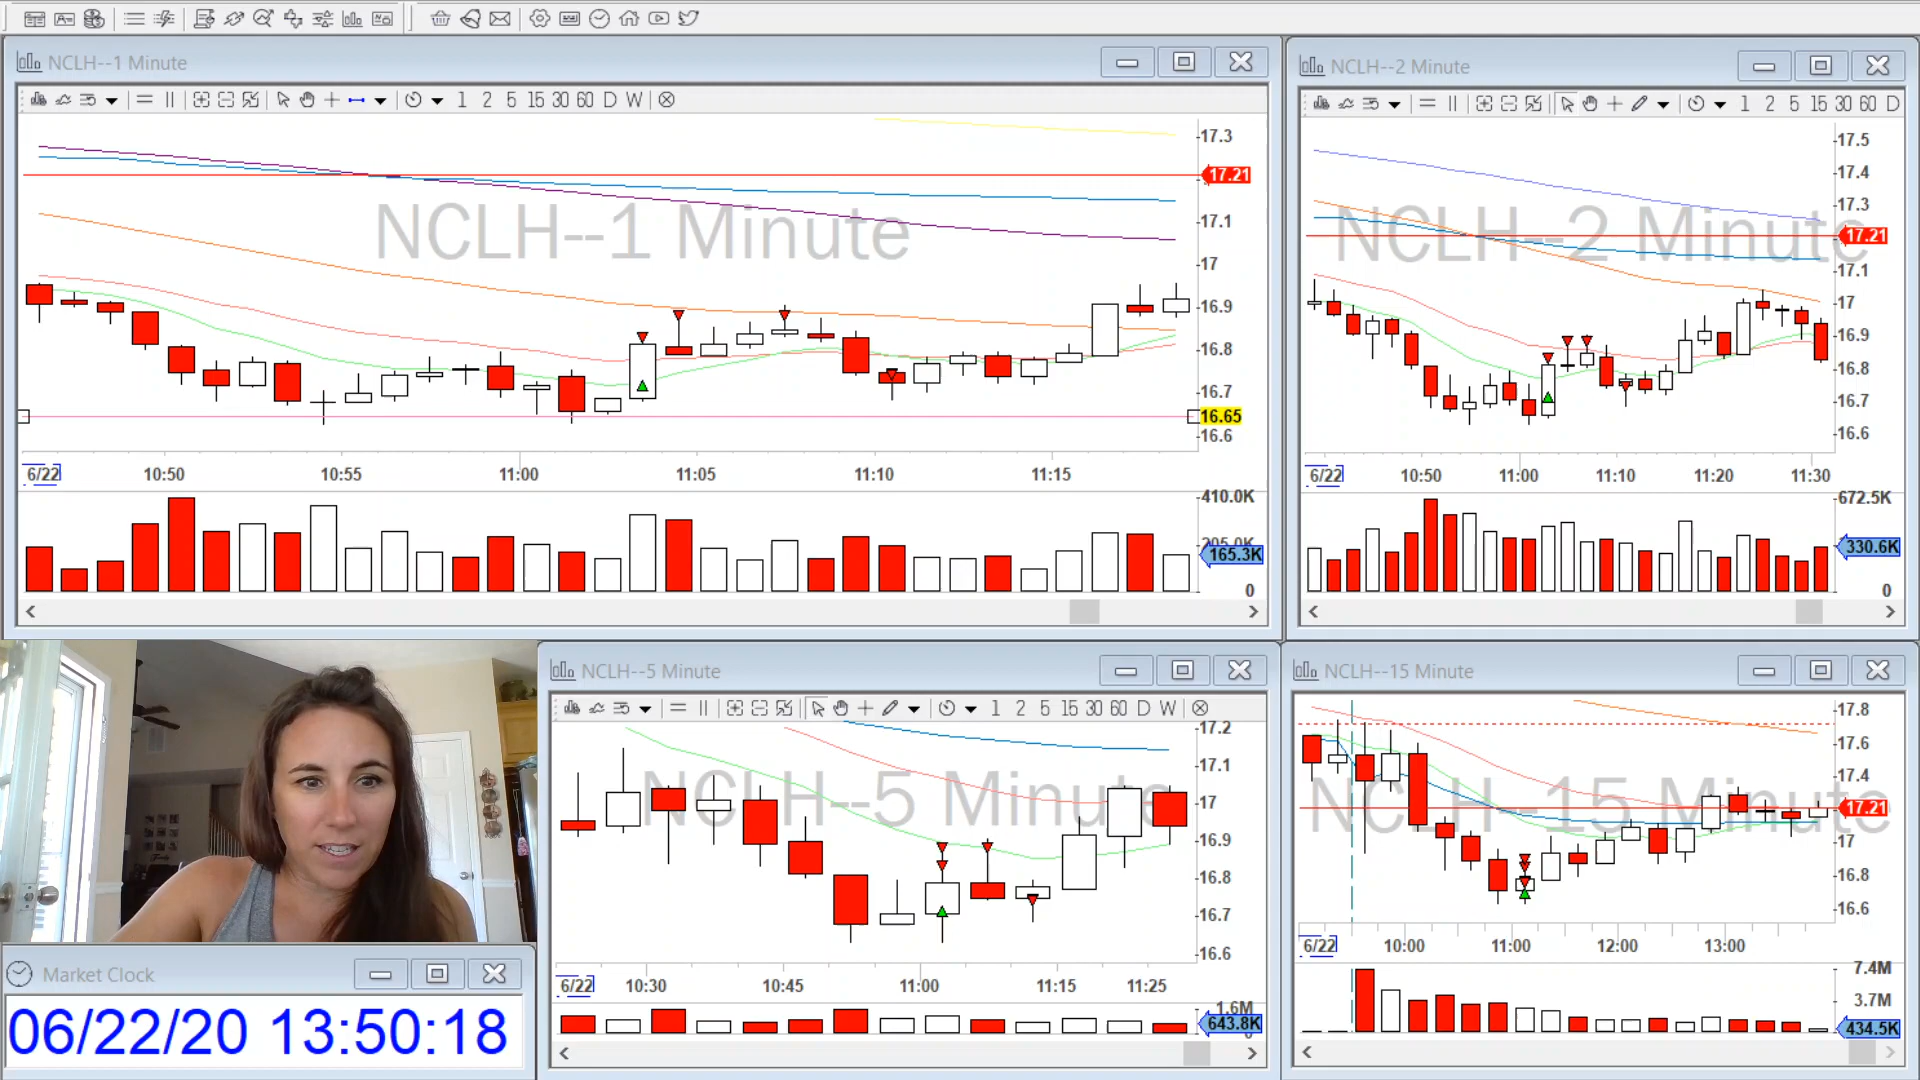 NCLH--1 Minute
1 2 5 15 30 60 D W
NCLH--1 Minute
17.3
17.21
17.1
17
16.9
16.8
16.7
16.65
16.6
6/22 10:50 10:55 11:00 11:05 11:10 11:15
410.0K
205.0K
165.3K
0
NCLH--2 Minute
1 2 5 15 30 60 D
NCLH--2 Minute
17.5
17.4
17.3
17.21
17.1
17
16.9
16.8
16.7
16.6
6/22 10:50 11:00 11:10 11:20 11:30
672.5K
330.6K
0
NCLH--5 Minute
1 2 5 15 30 60 D W
NCLH--5 Minute
17.2
17.1
17
16.9
16.8
16.7
16.6
6/22 10:30 10:45 11:00 11:15 11:25
1.6M
643.8K
0
NCLH--15 Minute
1 2 5 15 30 60 D
NCLH--15 Minute
17.8
17.6
17.4
17.21
17
16.8
16.6
6/22 10:00 11:00 12:00 13:00
7.4M
3.7M
434.5K
Market Clock
06/22/20 13:50:18